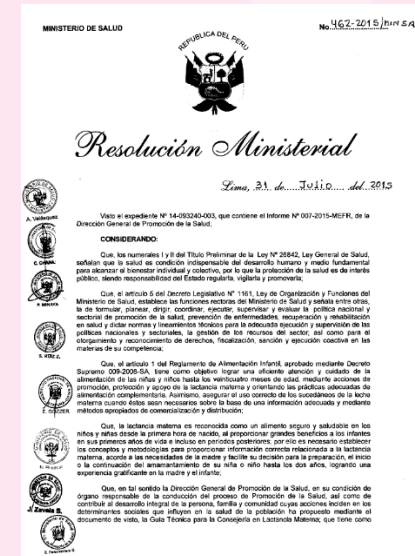 MINISTERIO DE SALUD
No. 462-2015/MINSA
REPUBLICA DEL PERU
Resolución Ministerial
Lima, 31 de Julio del 2015
Visto el expediente Nº 14-093240-003, que contiene el Informe Nº 007-2015-MEFR, de la
Dirección General de Promoción de la Salud;
CONSIDERANDO:
Que, los numerales I y II del Título Preliminar de la Ley Nº 26842, Ley General de Salud,
señalan que la salud es condición indispensable del desarrollo humano y medio fundamental
para alcanzar el bienestar individual y colectivo, por lo que la protección de la salud es de interés
público, siendo responsabilidad del Estado regularla, vigilarla y promoverla;
Que, el artículo 5 del Decreto Legislativo Nº 1161, Ley de Organización y Funciones del
Ministerio de Salud, establece las funciones rectoras del Ministerio de Salud y señala entre otras,
la de formular, planear, dirigir, coordinar, ejecutar, supervisar y evaluar la política nacional y
sectorial de promoción de la salud, prevención de enfermedades, recuperación y rehabilitación
en salud y dictar normas y lineamientos técnicos para la adecuada ejecución y supervisión de las
políticas nacionales y sectoriales, la gestión de los recursos del sector; así como para el
otorgamiento y reconocimiento de derechos, fiscalización, sanción y ejecución coactiva en las
materias de su competencia;
Que, el artículo 1 del Reglamento de Alimentación Infantil, aprobado mediante Decreto
Supremo 009-2006-SA, tiene como objetivo lograr una eficiente atención y cuidado de la
alimentación de las niñas y niños hasta los veinticuatro meses de edad, mediante acciones de
promoción, protección y apoyo de la lactancia materna y orientando las prácticas adecuadas de
alimentación complementaria. Asimismo, asegurar el uso correcto de los sucedáneos de la leche
materna cuando éstos sean necesarios sobre la base de una información adecuada y mediante
métodos apropiados de comercialización y distribución;
Que, la lactancia materna es reconocida como un alimento seguro y saludable en los
niños y niñas desde la primera hora de nacido, al proporcionar grandes beneficios a los infantes
en sus primeros años de vida e incluso en periodos posteriores; por ello es necesario establecer
los conceptos y metodologías para proporcionar información correcta relacionada a la lactancia
materna, acorde a las necesidades de la madre y facilite su decisión para la preparación, el inicio
o la continuación del amamantamiento de su niña o niño hasta los dos años, logrando una
experiencia gratificante en la madre y el infante;
Que, en tal sentido la Dirección General de Promoción de la Salud, en su condición de
órgano responsable de la conducción del proceso de Promoción de la Salud, así como de
contribuir al desarrollo integral de la persona, familia y comunidad cuyas acciones inciden en los
determinantes sociales que influyen en la salud de la población ha propuesto mediante el
documento de visto, la Guía Técnica para la Consejería en Lactancia Materna; que tiene como
A. Velásquez
S. RUIZ Z.
E. GOZZER
J. Zavala S.